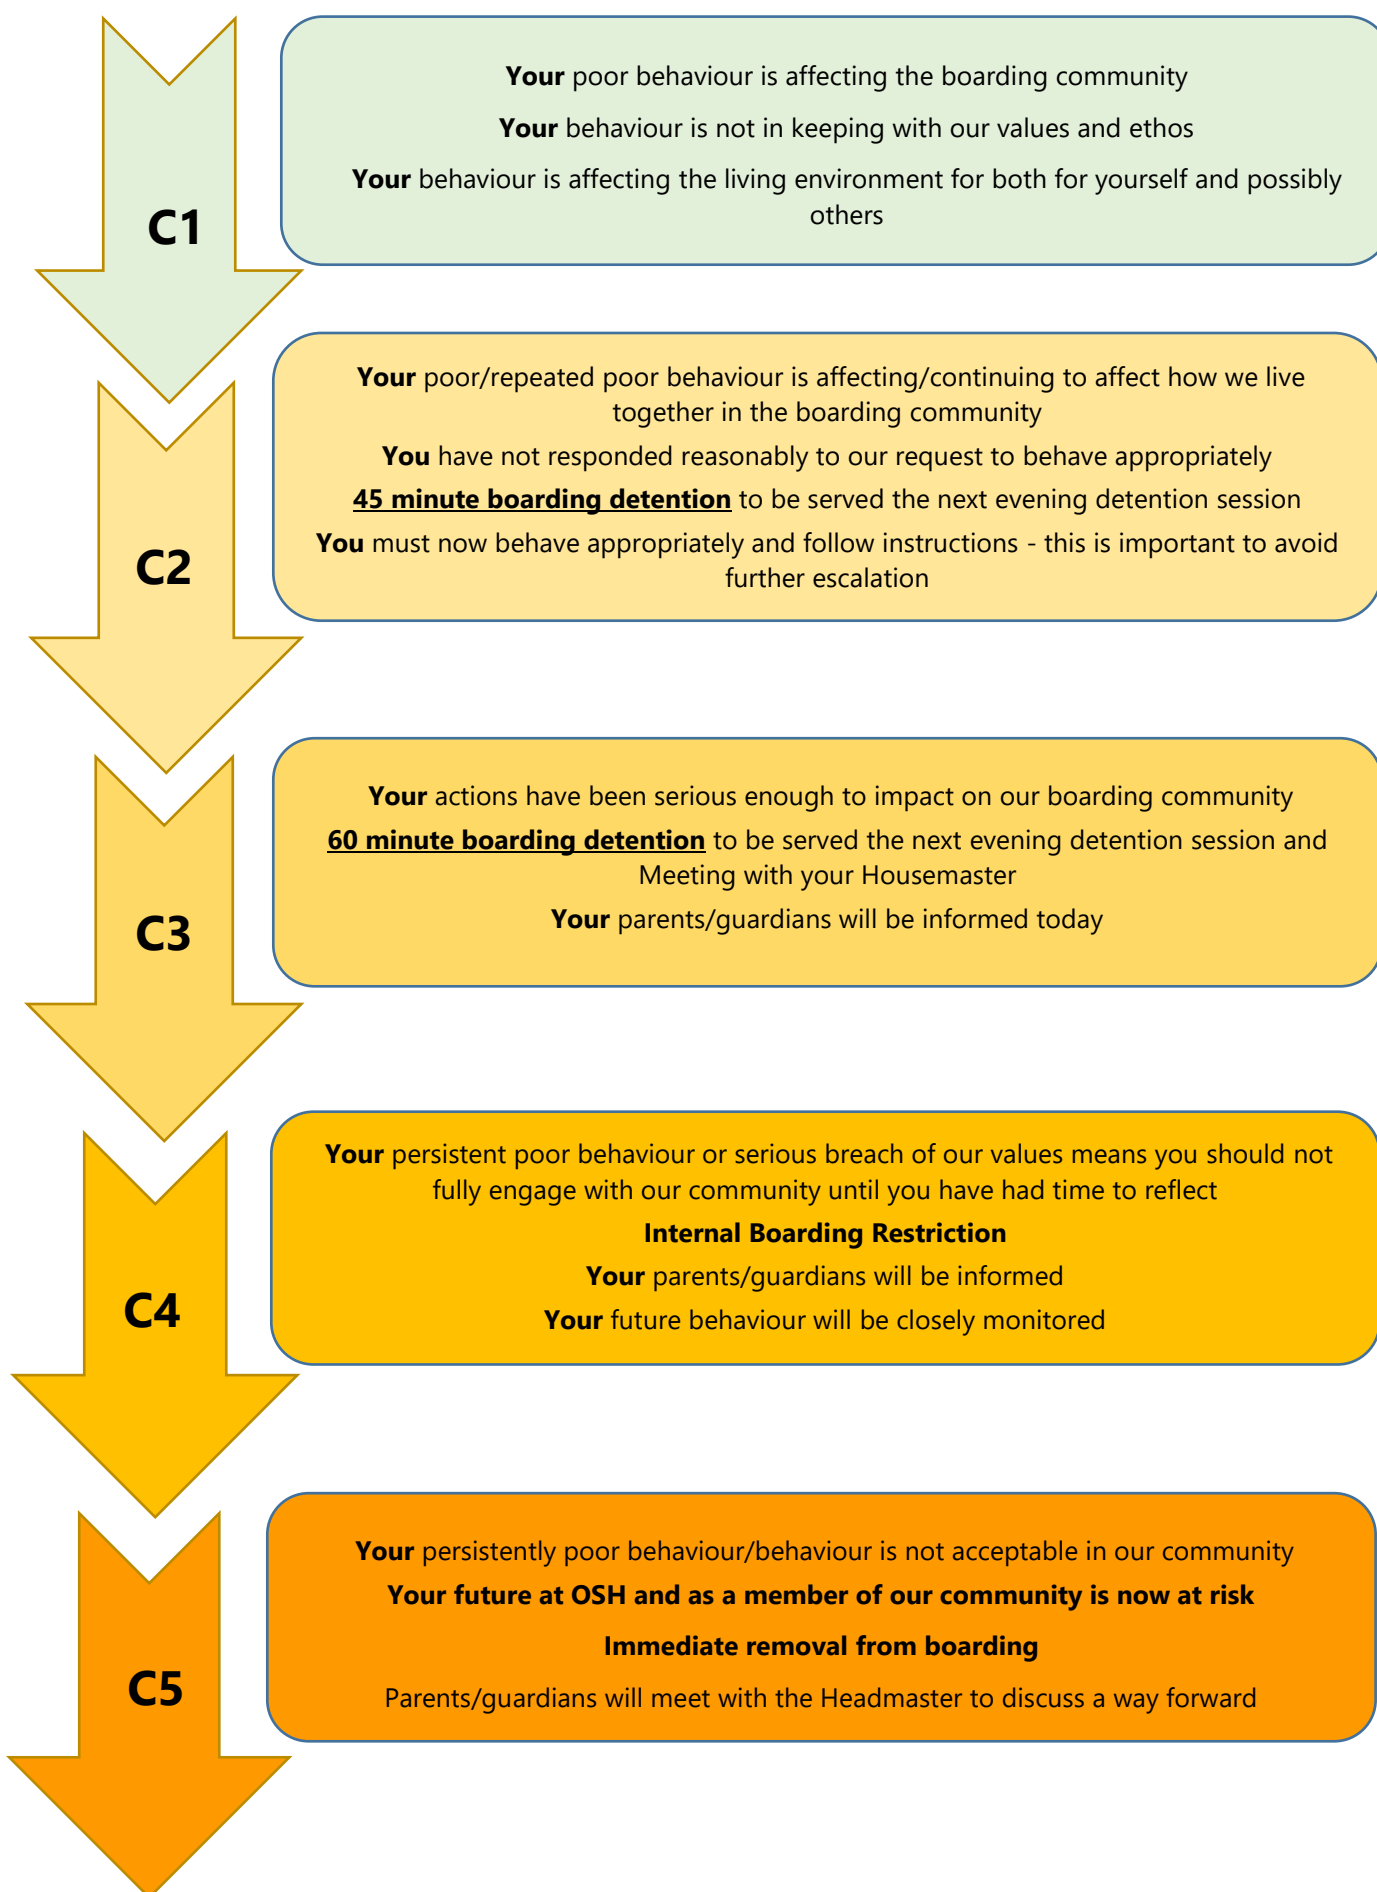 C1
Your poor behaviour is affecting the boarding community
Your behaviour is not in keeping with our values and ethos
Your behaviour is affecting the living environment for both for yourself and possibly
others
C2
Your poor/repeated poor behaviour is affecting/continuing to affect how we live
together in the boarding community
You have not responded reasonably to our request to behave appropriately
45 minute boarding detention to be served the next evening detention session
You must now behave appropriately and follow instructions - this is important to avoid
further escalation
C3
Your actions have been serious enough to impact on our boarding community
60 minute boarding detention to be served the next evening detention session and
Meeting with your Housemaster
Your parents/guardians will be informed today
C4
Your persistent poor behaviour or serious breach of our values means you should not
fully engage with our community until you have had time to reflect
Internal Boarding Restriction
Your parents/guardians will be informed
Your future behaviour will be closely monitored
C5
Your persistently poor behaviour/behaviour is not acceptable in our community
Your future at OSH and as a member of our community is now at risk
Immediate removal from boarding
Parents/guardians will meet with the Headmaster to discuss a way forward